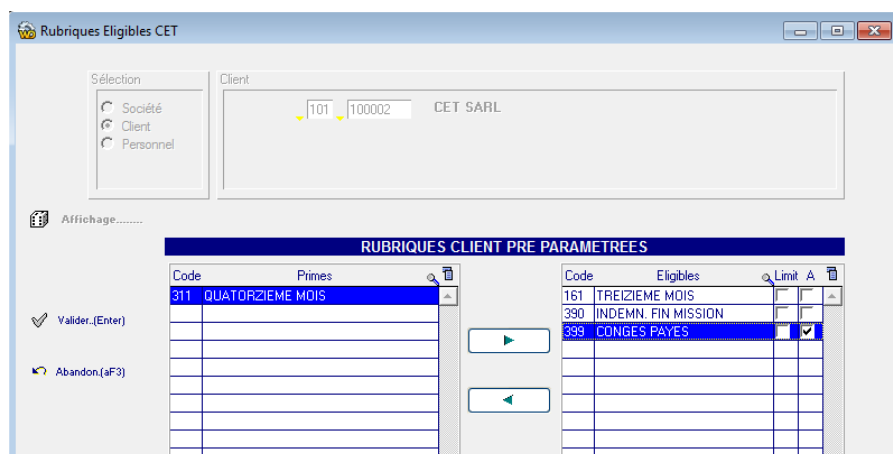 Rubriques Eligibles CET
Sélection
Client
Société
Client
Personnel
101 100002 CET SARL
Affichage........
RUBRIQUES CLIENT PRE PARAMETREES
Code Primes
311 QUATORZIEME MOIS
Code Eligibles Limit A
161 TREIZIEME MOIS
390 INDEMN. FIN MISSION
399 CONGES PAYES
Valider..(Enter)
Abandon.(aF3)